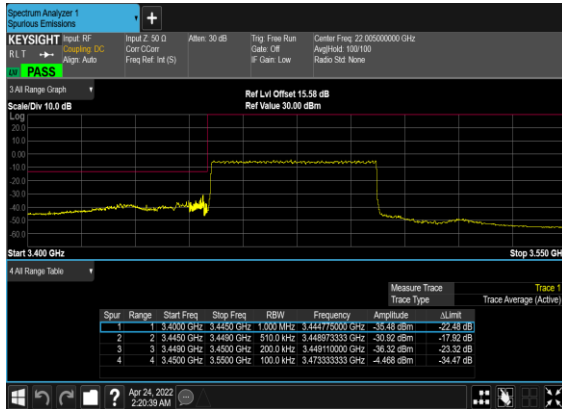 Spectrum Analyzer 1
Spurious Emissions
+
KEYSIGHT Input: RF Input Z: 50 Ω Atten: 30 dB Trig: Free Run Center Freq: 22.005000000 GHz
RLT Coupling: DC Corr CCorr Gate: Off Avg|Hold: 100/100
Align: Auto Freq Ref: Int (S) IF Gain: Low Radio Std: None
PASS
3 All Range Graph
Ref Lvl Offset 15.58 dB
Scale/Div 10.0 dB Ref Value 30.00 dBm
Log
20.0
10.0
0.00
-10.0
-20.0
-30.0
-40.0
-50.0
-60.0
Start 3.400 GHz Stop 3.550 GH
4 All Range Table
Measure Trace Trace 1
Trace Type Trace Average (Active)
Spur Range Start Freq Stop Freq RBW Frequency Amplitude ΔLimit
1 1 3.4000 GHz 3.4450 GHz 1.000 MHz 3.444775000 GHz -35.48 dBm -22.48 dB
2 2 3.4450 GHz 3.4490 GHz 510.0 kHz 3.448973333 GHz -30.92 dBm -17.92 dB
3 3 3.4490 GHz 3.4500 GHz 200.0 kHz 3.449110000 GHz -36.32 dBm -23.32 dB
4 4 3.4500 GHz 3.5500 GHz 100.0 kHz 3.473333333 GHz -4.468 dBm -34.47 dB
? Apr 24, 2022
2:20:39 AM